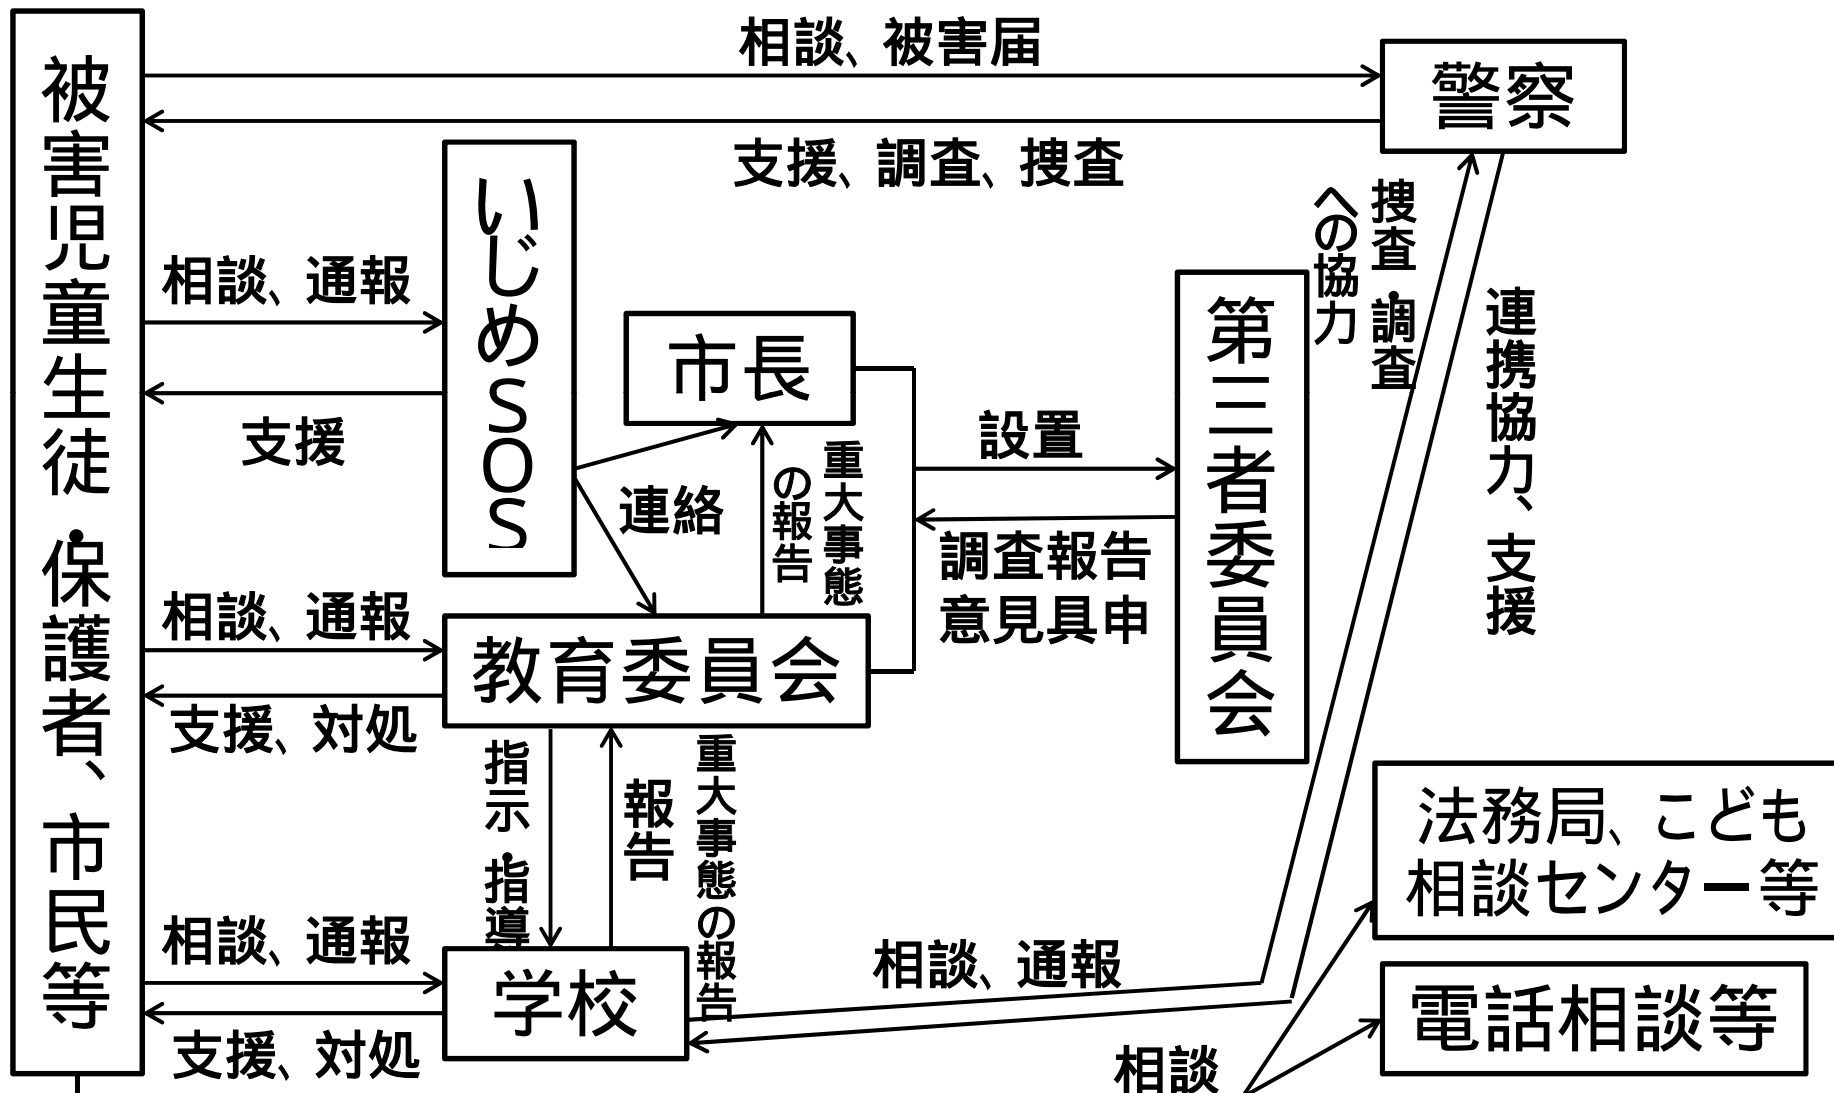 被害児童生徒・保護者、市民等
相談、被害届
警察
支援、調査、捜査
いじめSOS
相談、通報
支援
市長
第三者委員会
捜査・調査
への協力
連携協力、支援
設置
調査報告
意見具申
連絡
重大事態
の報告
相談、通報
教育委員会
支援、対処
指示・指導
報告
重大事態の報告
法務局、こども
相談センター等
相談、通報
学校
相談、通報
電話相談等
支援、対処
相談